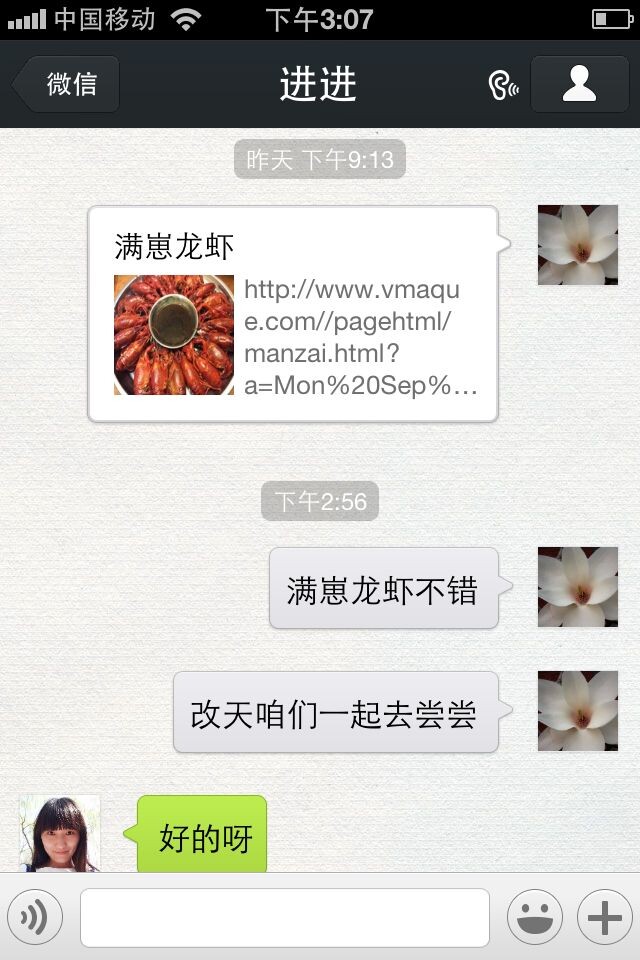 中国移动 下午3:07
微信 进进
昨天 下午9:13
满崽龙虾
http://www.vmaqu
e.com//pagehtml/
manzai.html?
a=Mon%20Sep%...
下午2:56
满崽龙虾不错
改天咱们一起去尝尝
好的呀